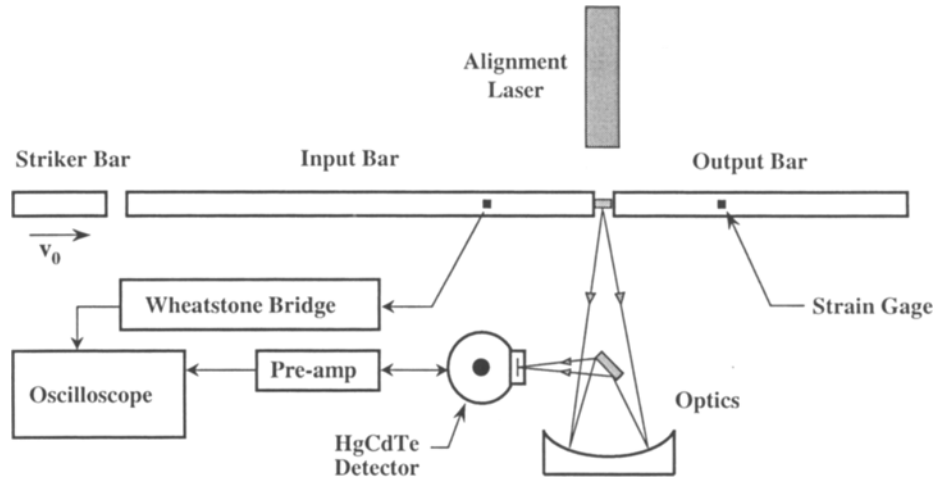 Alignment
Laser
Striker Bar
Input Bar
Output Bar
v0
Wheatstone Bridge
Strain Gage
Oscilloscope
Pre-amp
Optics
HgCdTe
Detector